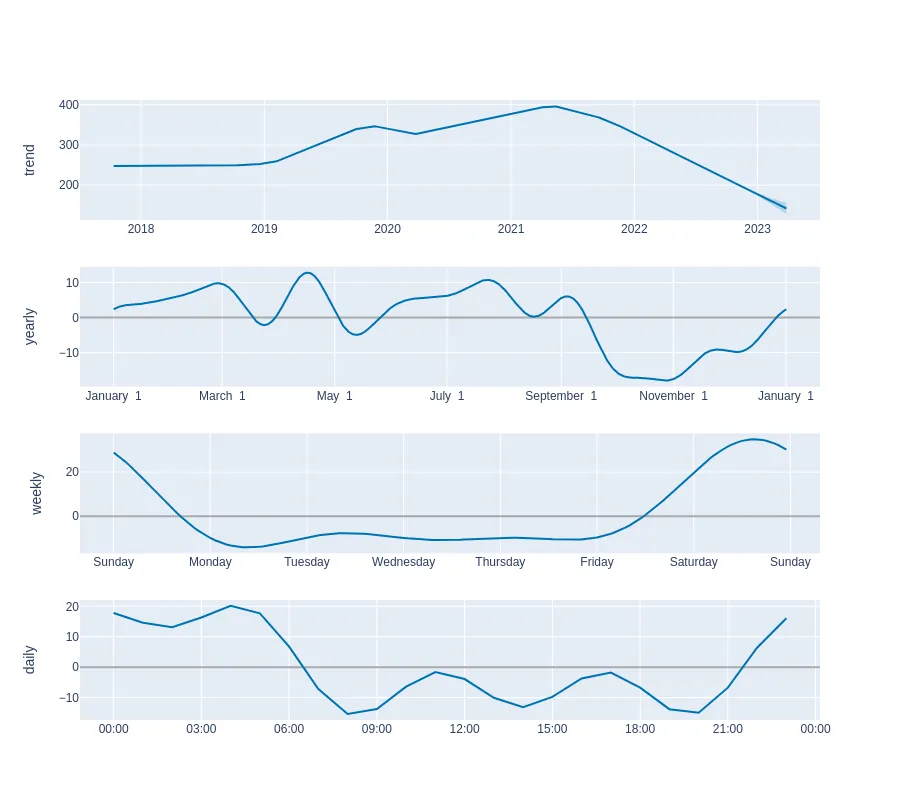 trend
400
300
200
2018 2019 2020 2021 2022 2023
yearly
10
0
−10
January 1 March 1 May 1 July 1 September 1 November 1 January 1
weekly
20
0
Sunday Monday Tuesday Wednesday Thursday Friday Saturday Sunday
daily
20
10
0
−10
00:00 03:00 06:00 09:00 12:00 15:00 18:00 21:00 00:00